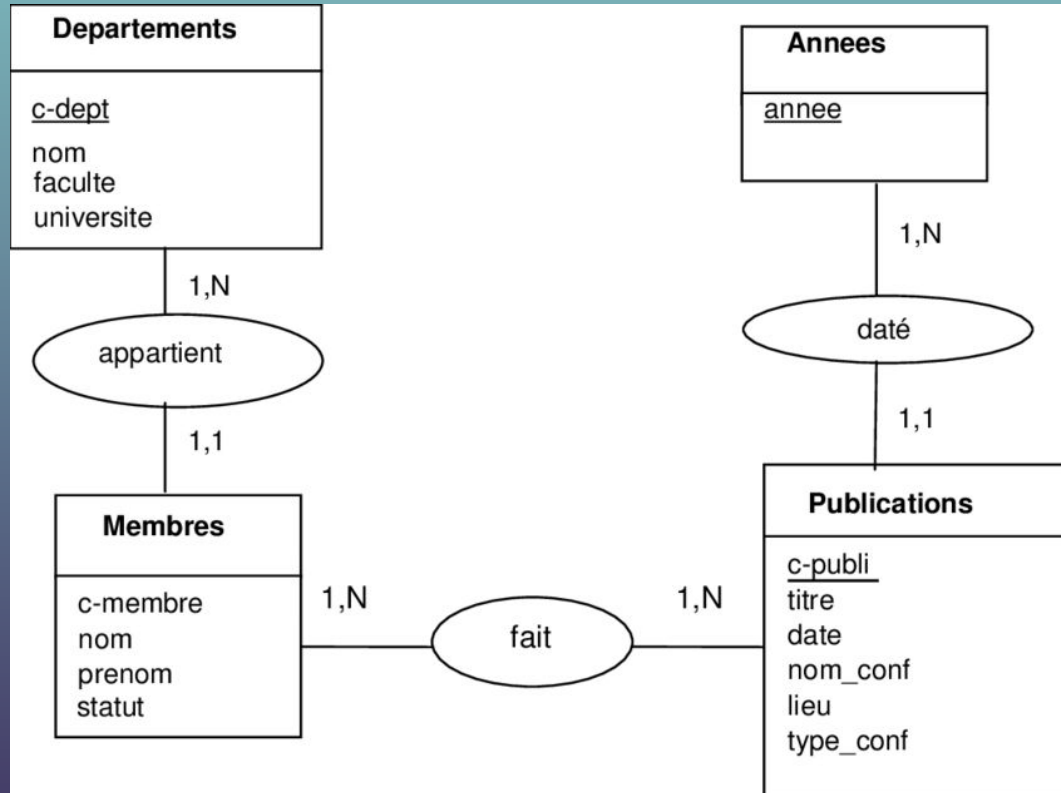 Departements
c-dept
nom
faculte
universite
1,N
appartient
1,1
Membres
c-membre
nom
prenom
statut
1,N
fait
1,N
Annees
annee
1,N
daté
1,1
Publications
c-publi
titre
date
nom_conf
lieu
type_conf